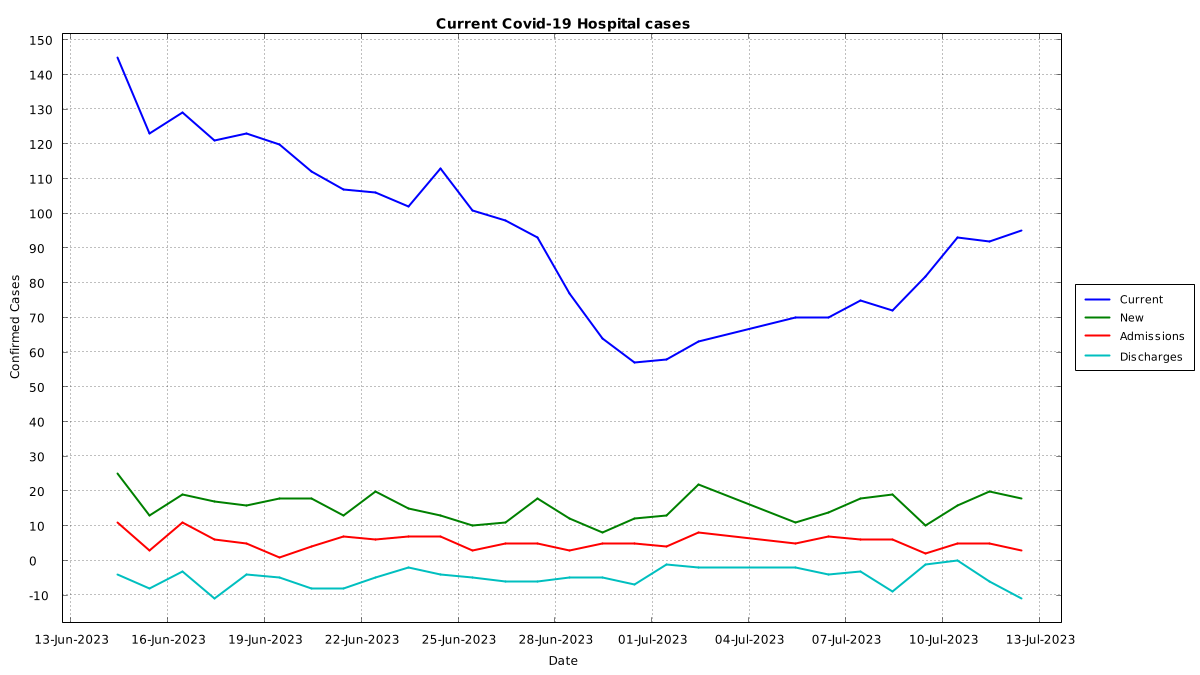 Current Covid-19 Hospital cases
150
140
130
120
110
100
90
80
70
60
50
40
30
20
10
0
-10
Confirmed Cases
13-Jun-2023 16-Jun-2023 19-Jun-2023 22-Jun-2023 25-Jun-2023 28-Jun-2023 01-Jul-2023 04-Jul-2023 07-Jul-2023 10-Jul-2023 13-Jul-2023
Date
Current
New
Admissions
Discharges